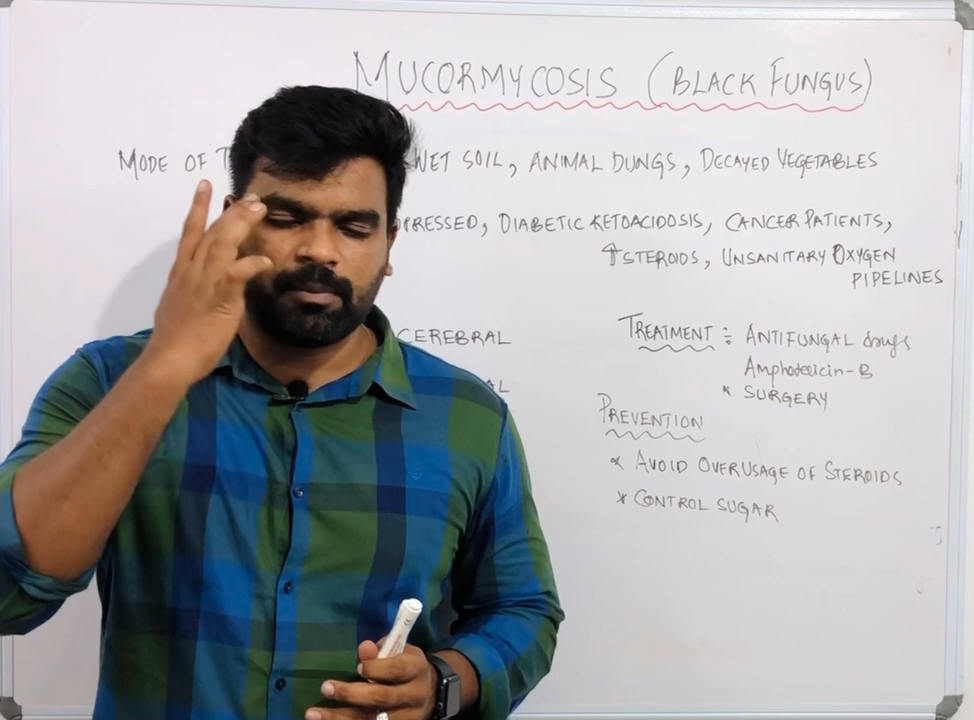 MUCORMYCOSIS (BLACK FUNGUS)
MODE OF T WET SOIL, ANIMAL DUNGS, DECAYED VEGETABLES
PRESSED, DIABETIC KETOACIDOSIS, CANCER PATIENTS,
↑ STEROIDS, UNSANITARY OXYGEN
PIPELINES
CEREBRAL
AL
TREATMENT : ANTIFUNGAL drugs
Amphotericin-B
* SURGERY
PREVENTION
* AVOID OVERUSAGE OF STEROIDS
* CONTROL SUGAR